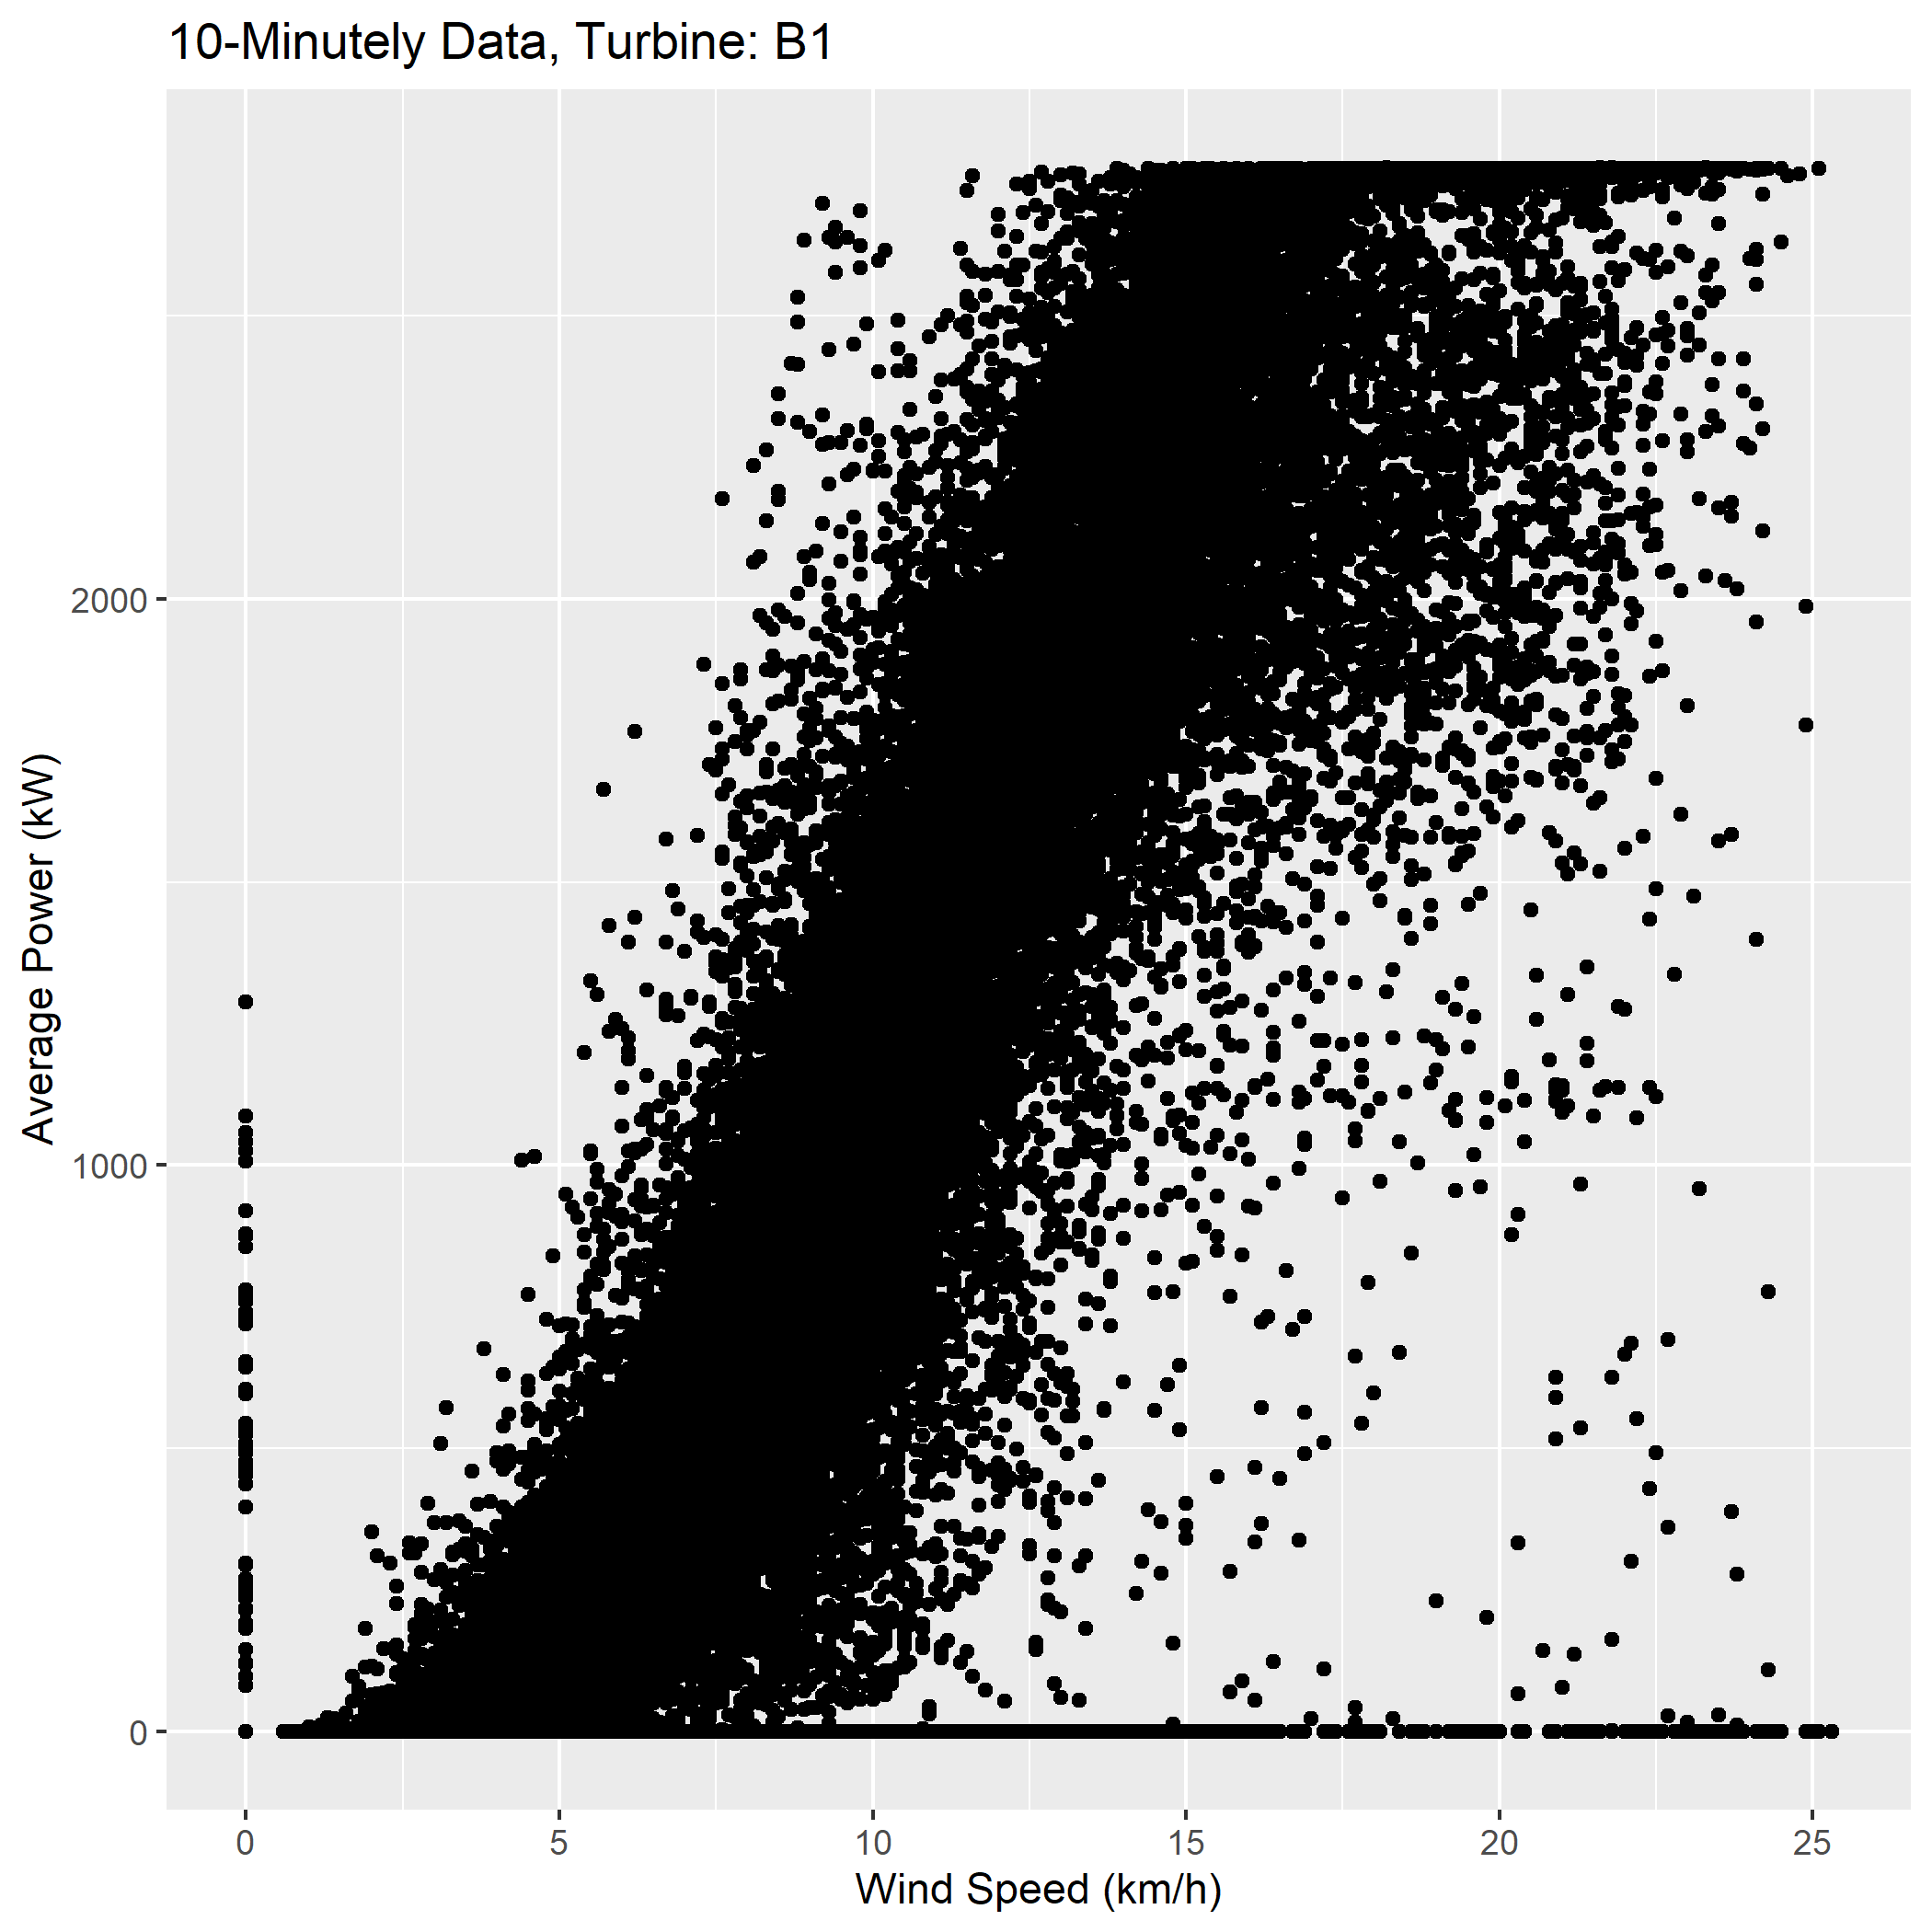 10-Minutely Data, Turbine: B1
Average Power (kW)
2000
1000
0
0 5 10 15 20 25
Wind Speed (km/h)